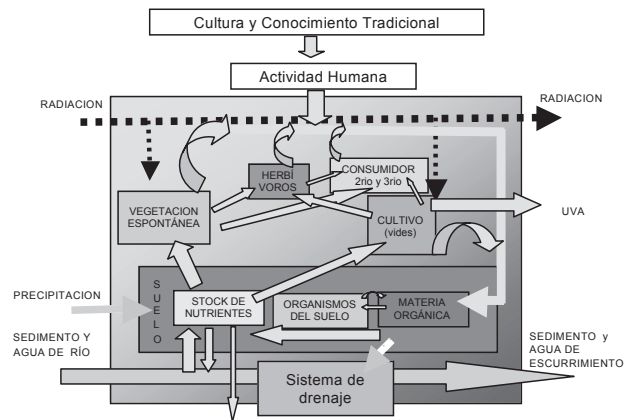 Cultura y Conocimiento Tradicional
Actividad Humana
RADIACION
RADIACION
HERBÍ
VOROS
CONSUMIDOR
2rio y 3rio
VEGETACION
ESPONTÁNEA
CULTIVO
(vides)
UVA
PRECIPITACION
SUELO
STOCK DE
NUTRIENTES
ORGANISMOS
DEL SUELO
MATERIA
ORGÁNICA
SEDIMENTO Y
AGUA DE RÍO
SEDIMENTO y
AGUA DE
ESCURRIMIENTO
Sistema de
drenaje